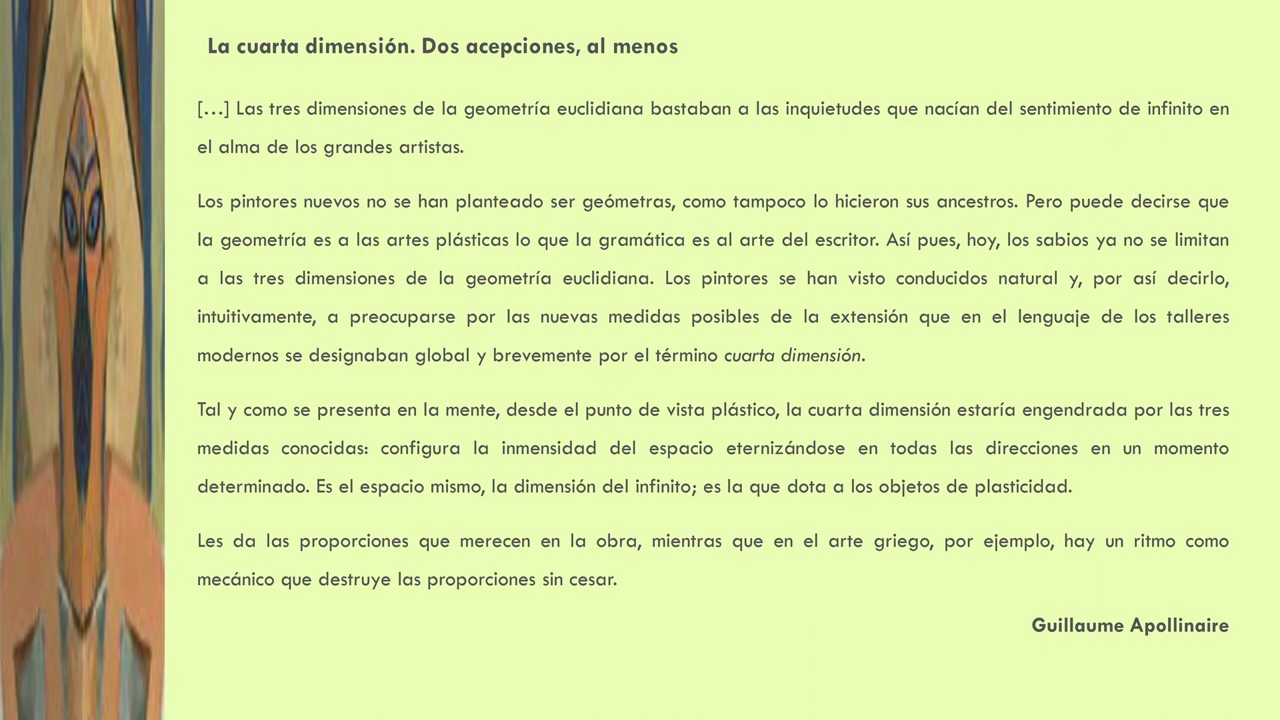 La cuarta dimensión. Dos acepciones, al menos
[…] Las tres dimensiones de la geometría euclidiana bastaban a las inquietudes que nacían del sentimiento de infinito en
el alma de los grandes artistas.
Los pintores nuevos no se han planteado ser geómetras, como tampoco lo hicieron sus ancestros. Pero puede decirse que
la geometría es a las artes plásticas lo que la gramática es al arte del escritor. Así pues, hoy, los sabios ya no se limitan
a las tres dimensiones de la geometría euclidiana. Los pintores se han visto conducidos natural y, por así decirlo,
intuitivamente, a preocuparse por las nuevas medidas posibles de la extensión que en el lenguaje de los talleres
modernos se designaban global y brevemente por el término cuarta dimensión.
Tal y como se presenta en la mente, desde el punto de vista plástico, la cuarta dimensión estaría engendrada por las tres
medidas conocidas: configura la inmensidad del espacio eternizándose en todas las direcciones en un momento
determinado. Es el espacio mismo, la dimensión del infinito; es la que dota a los objetos de plasticidad.
Les da las proporciones que merecen en la obra, mientras que en el arte griego, por ejemplo, hay un ritmo como
mecánico que destruye las proporciones sin cesar.
Guillaume Apollinaire